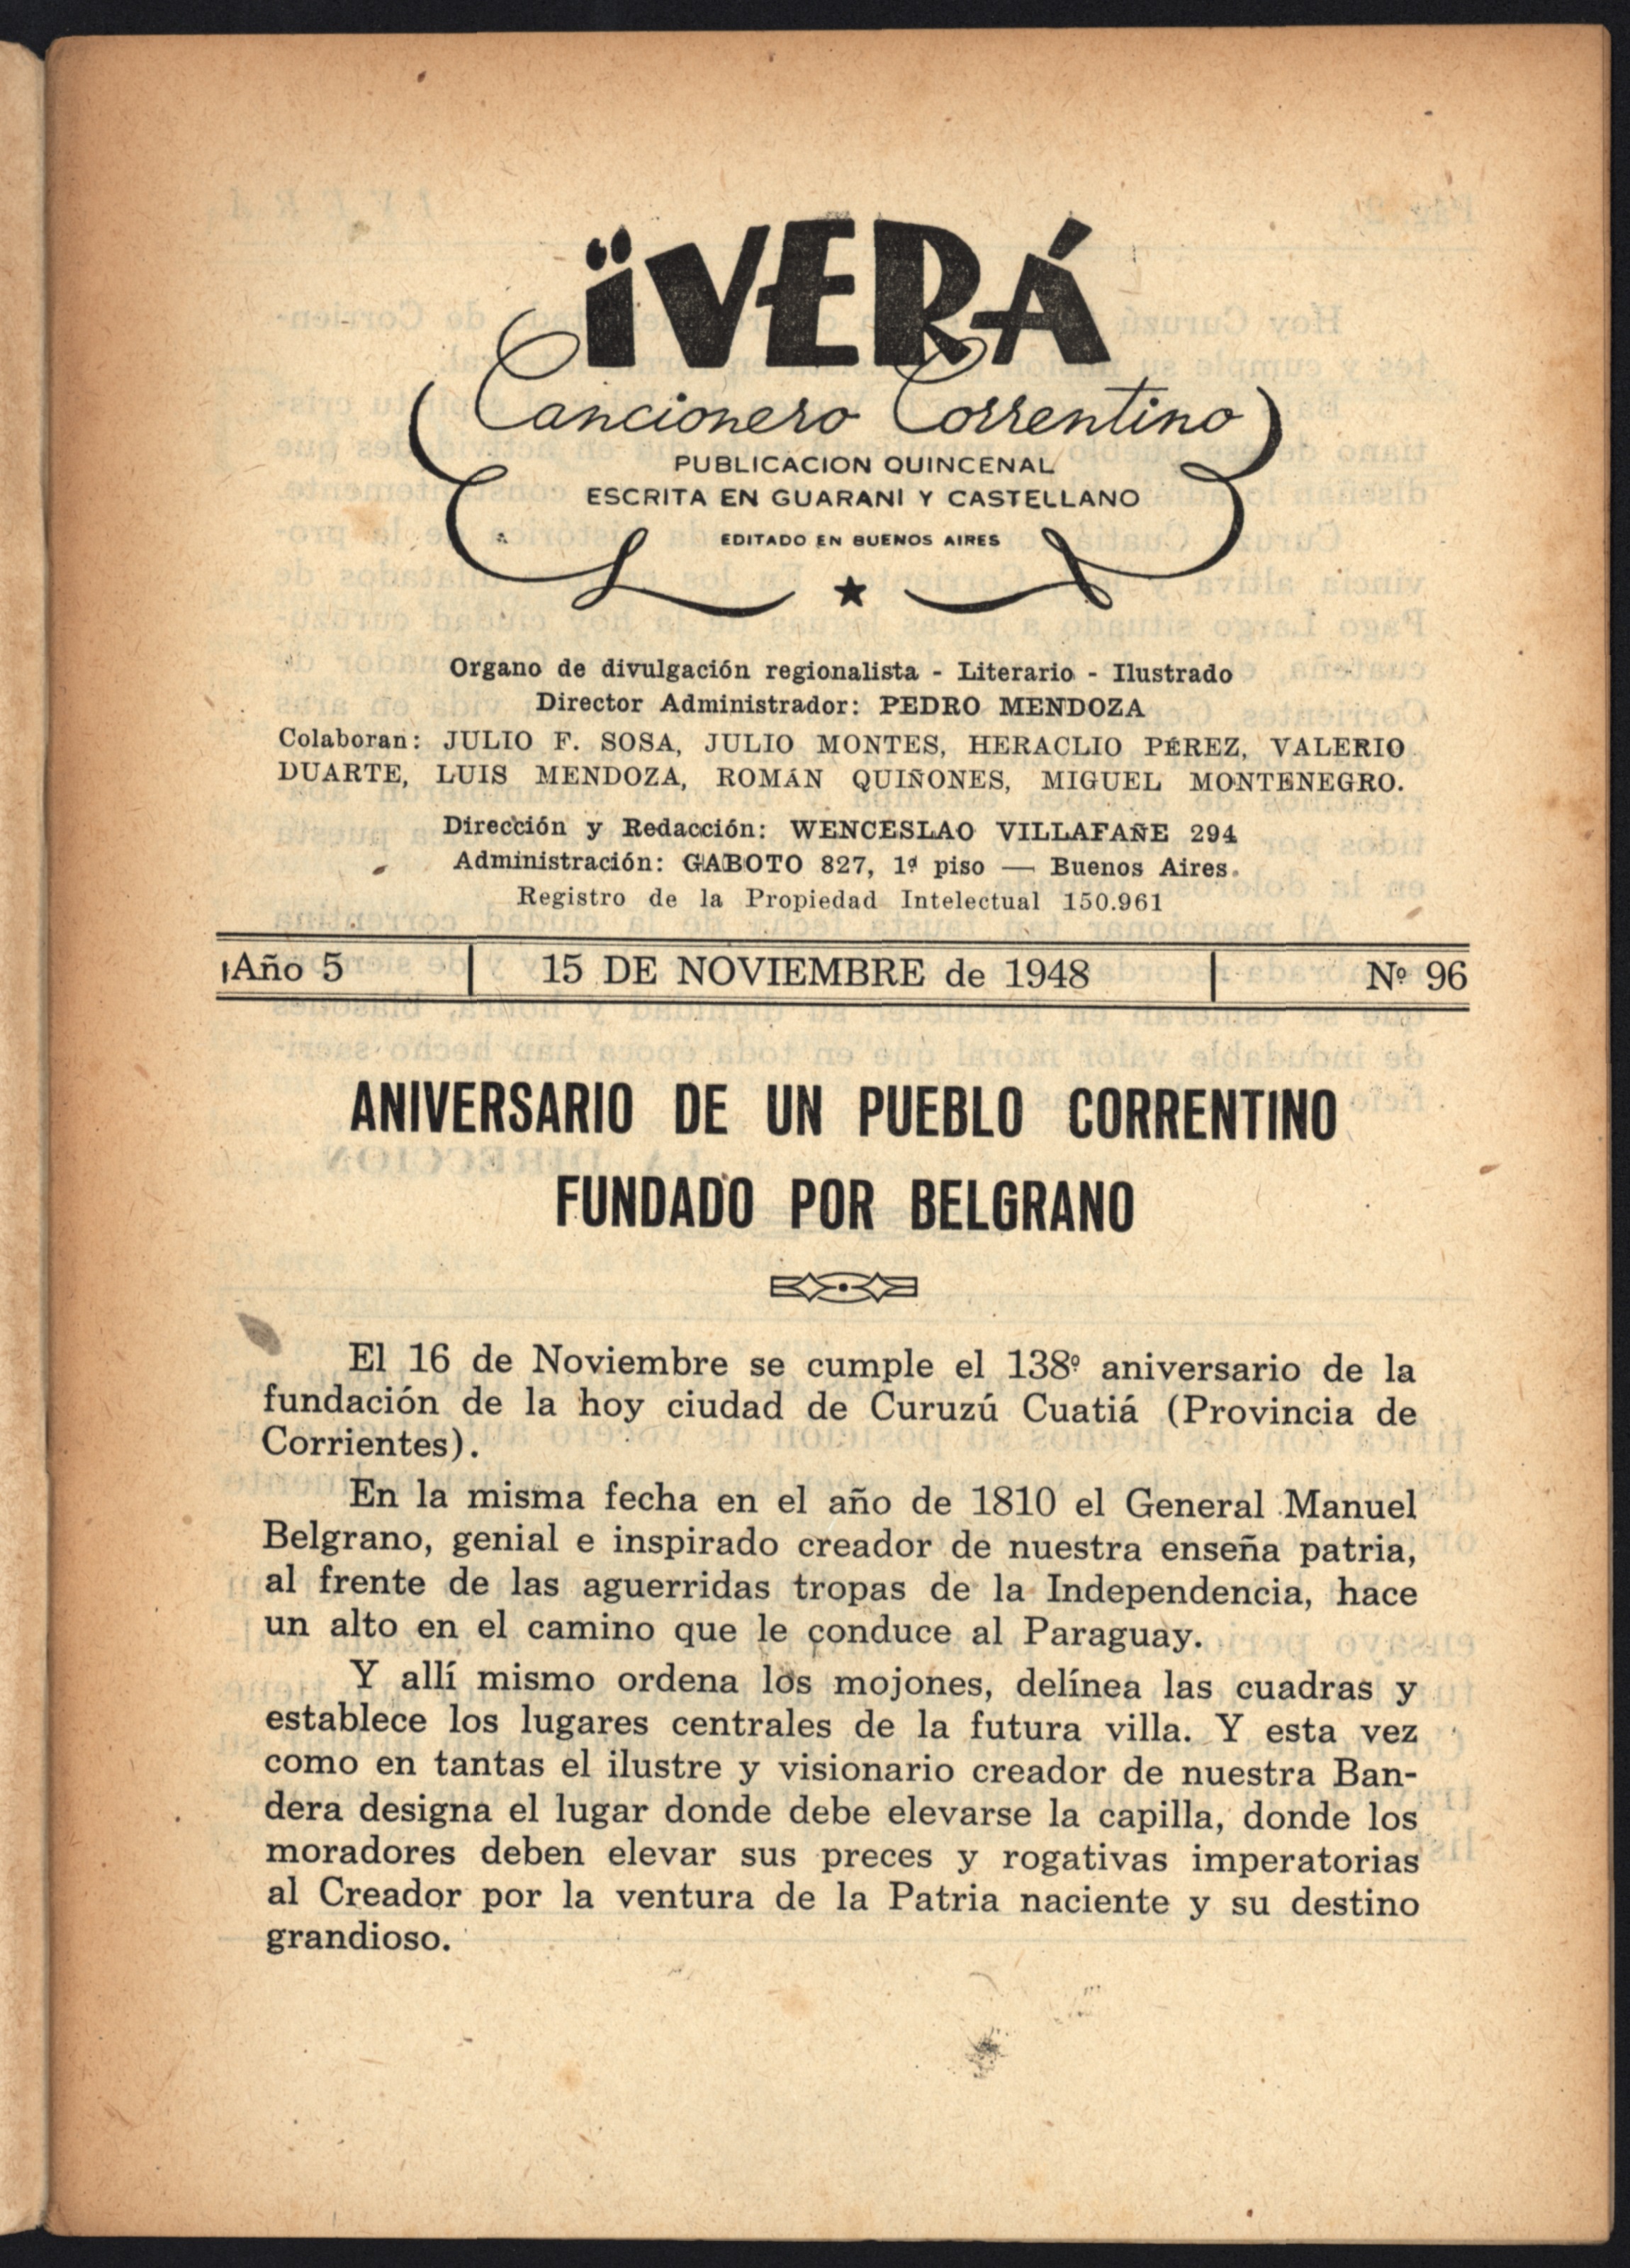 ÏVERÁ
Cancionero Correntino
PUBLICACION QUINCENAL
ESCRITA EN GUARANI Y CASTELLANO
EDITADO EN BUENOS AIRES
Organo de divulgación regionalista - Literario - Ilustrado
Director Administrador: PEDRO MENDOZA
Colaboran: JULIO F. SOSA, JULIO MONTES, HERACLIO PÉREZ, VALERIO
DUARTE, LUIS MENDOZA, ROMÁN QUIÑONES, MIGUEL MONTENEGRO.
Dirección y Redacción: WENCESLAO VILLAFAÑE 294
Administración: GABOTO 827, 1º piso — Buenos Aires.
Registro de la Propiedad Intelectual 150.961
Año 5 | 15 DE NOVIEMBRE de 1948 | Nº 96
ANIVERSARIO DE UN PUEBLO CORRENTINO
FUNDADO POR BELGRANO
El 16 de Noviembre se cumple el 138º aniversario de la
fundación de la hoy ciudad de Curuzú Cuatiá (Provincia de
Corrientes).
En la misma fecha en el año de 1810 el General Manuel
Belgrano, genial e inspirado creador de nuestra enseña patria,
al frente de las aguerridas tropas de la Independencia, hace
un alto en el camino que le conduce al Paraguay.
Y allí mismo ordena los mojones, delínea las cuadras y
establece los lugares centrales de la futura villa. Y esta vez
como en tantas el ilustre y visionario creador de nuestra Ban-
dera designa el lugar donde debe elevarse la capilla, donde los
moradores deben elevar sus preces y rogativas imperatorias
al Creador por la ventura de la Patria naciente y su destino
grandioso.